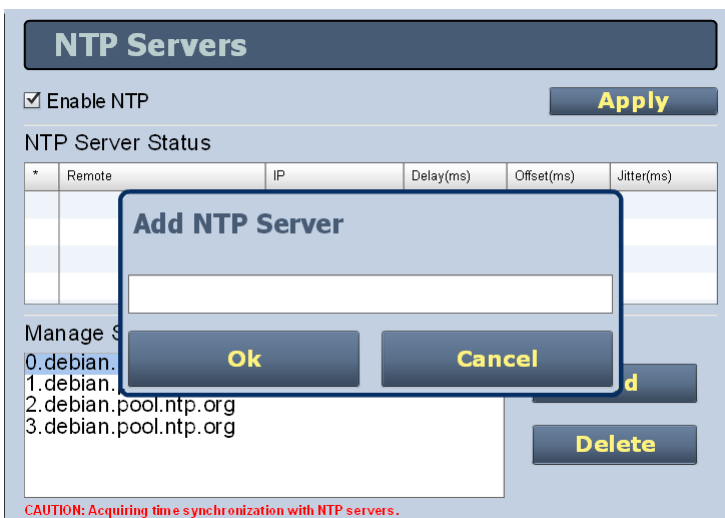 NTP Servers
Enable NTP
Apply
NTP Server Status
* Remote IP Delay(ms) Offset(ms) Jitter(ms)
Add NTP Server
Ok Cancel
Manage
0.debian.
1.debian.
2.debian.pool.ntp.org
3.debian.pool.ntp.org
Delete
CAUTION: Acquiring time synchronization with NTP servers.